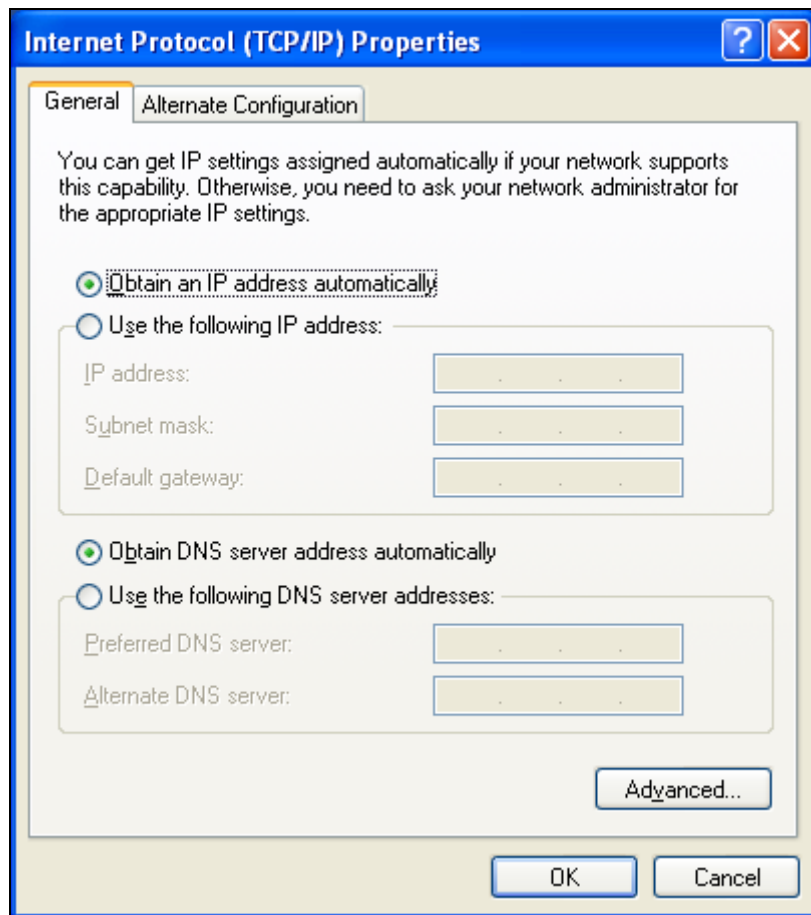 Internet Protocol (TCP/IP) Properties
General
Alternate Configuration
You can get IP settings assigned automatically if your network supports
this capability. Otherwise, you need to ask your network administrator for
the appropriate IP settings.
Obtain an IP address automatically
Use the following IP address:
IP address:
Subnet mask:
Default gateway:
Obtain DNS server address automatically
Use the following DNS server addresses:
Preferred DNS server:
Alternate DNS server:
Advanced...
OK
Cancel